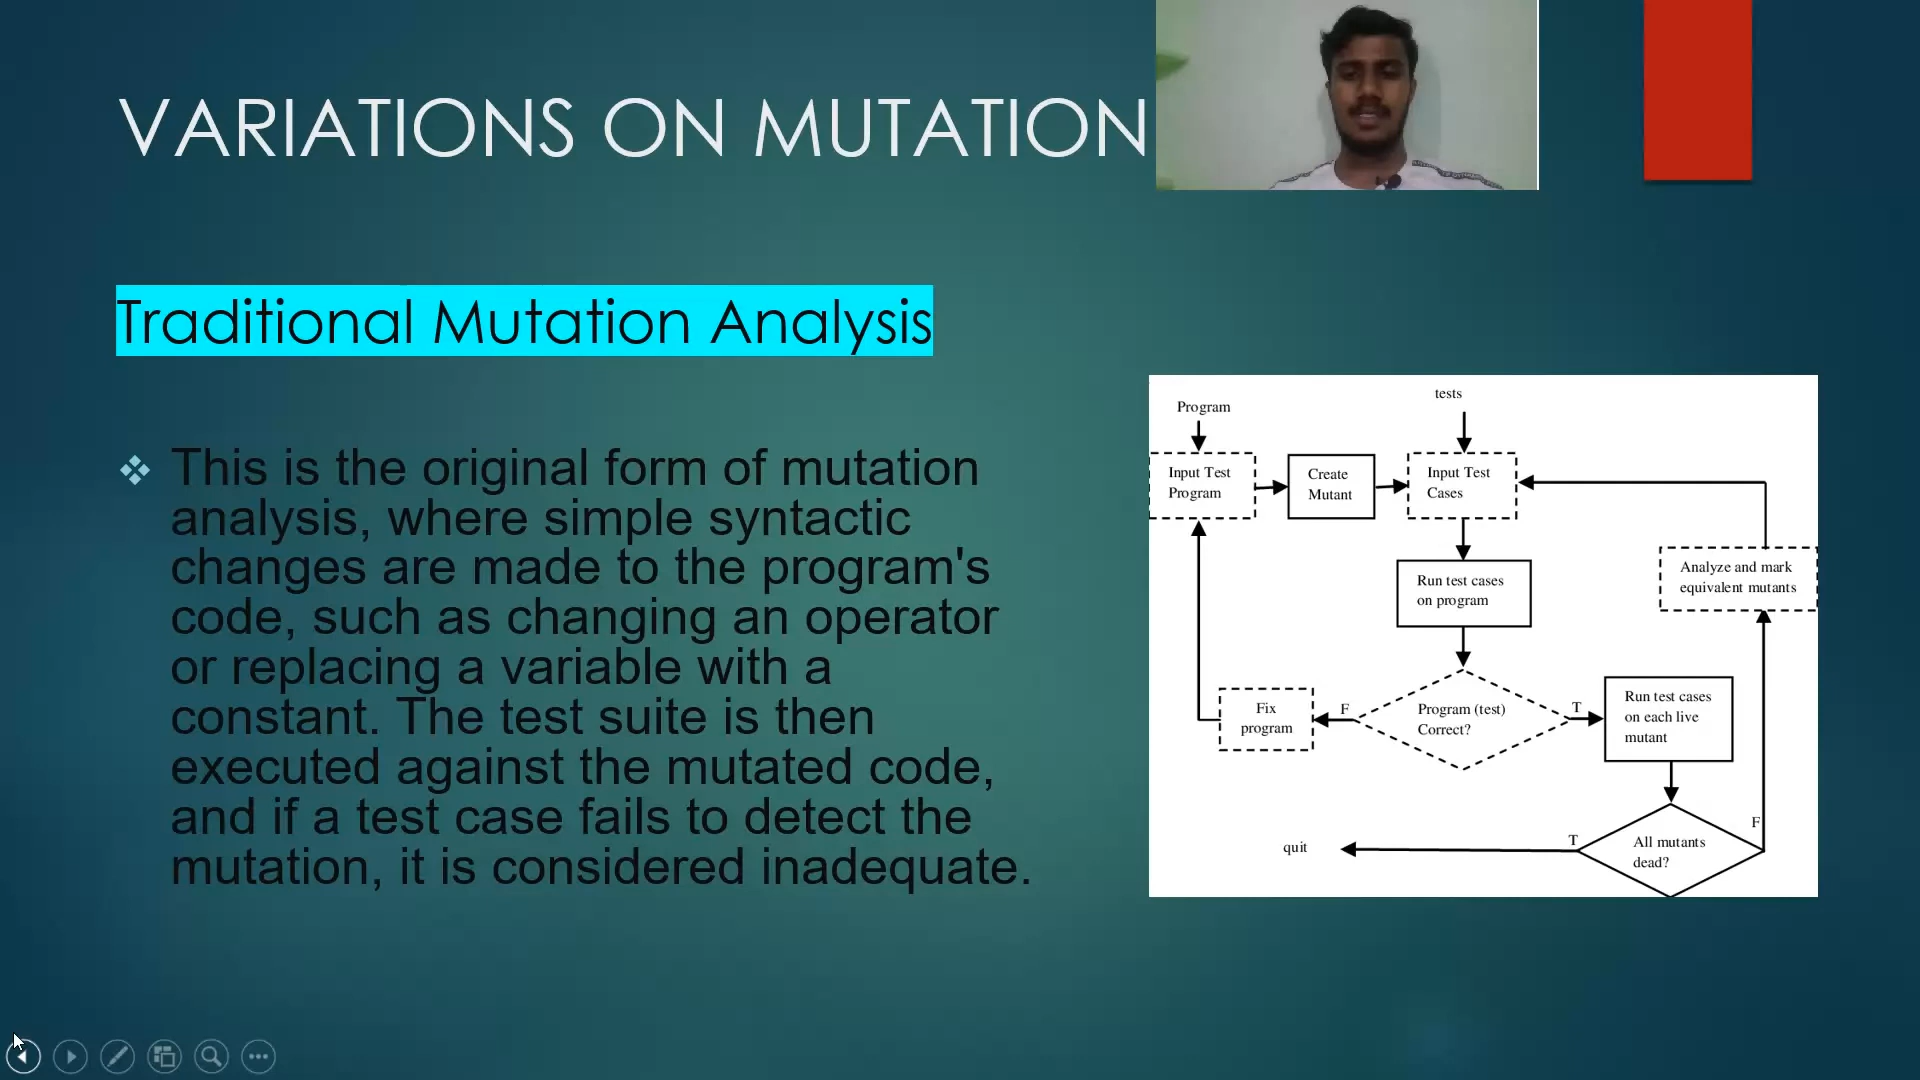 VARIATIONS ON MUTATION
Traditional Mutation Analysis
This is the original form of mutation
analysis, where simple syntactic
changes are made to the program's
code, such as changing an operator
or replacing a variable with a
constant. The test suite is then
executed against the mutated code,
and if a test case fails to detect the
mutation, it is considered inadequate.
Program
tests
Input Test
Program
Create
Mutant
Input Test
Cases
Run test cases
on program
Analyze and mark
equivalent mutants
Fix
program
F
Program (test)
Correct?
T
Run test cases
on each live
mutant
quit
T
All mutants
dead?
F